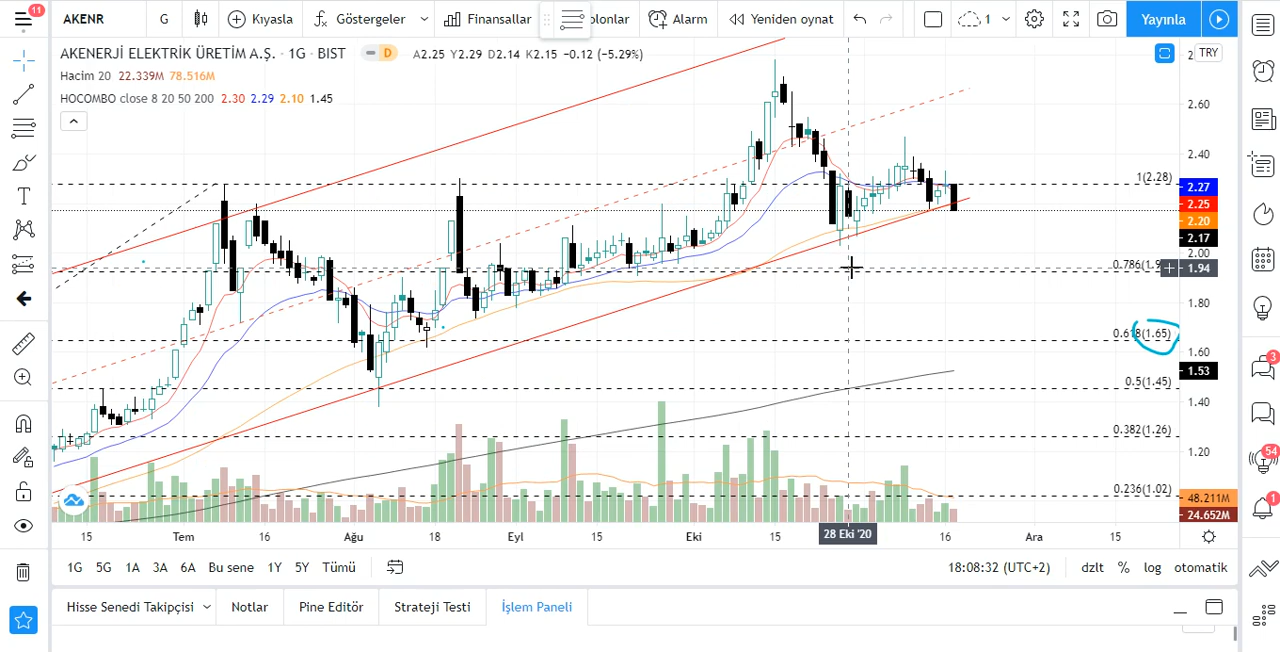 11
AKENR
G
Kıyasla
Göstergeler
Finansallar
olonlar
Alarm
Yeniden oynat
1
Yayınla
AKENERJİ ELEKTRİK ÜRETİM A.Ş. · 1G · BIST
D
A2.25 Y2.29 D2.14 K2.15 −0.12 (−5.29%)
TRY
Hacim 20 22.339M 78.516M
HOCOMBO close 8 20 50 200 2.30 2.29 2.10 1.45
2.60
2.40
1(2.28)
2.27
2.25
2.20
2.17
2.00
1.94
1.80
0.618(1.65)
1.60
1.53
0.5(1.45)
1.40
0.382(1.26)
1.20
0.236(1.02)
48.211M
24.652M
3
54
1
15
Tem
16
Ağu
18
Eyl
15
Eki
15
28 Eki '20
16
Ara
15
1G 5G 1A 3A 6A Bu sene 1Y 5Y Tümü
18:08:32 (UTC+2)
dzlt % log otomatik
Hisse Senedi Takipçisi
Notlar
Pine Editör
Strateji Testi
İşlem Paneli